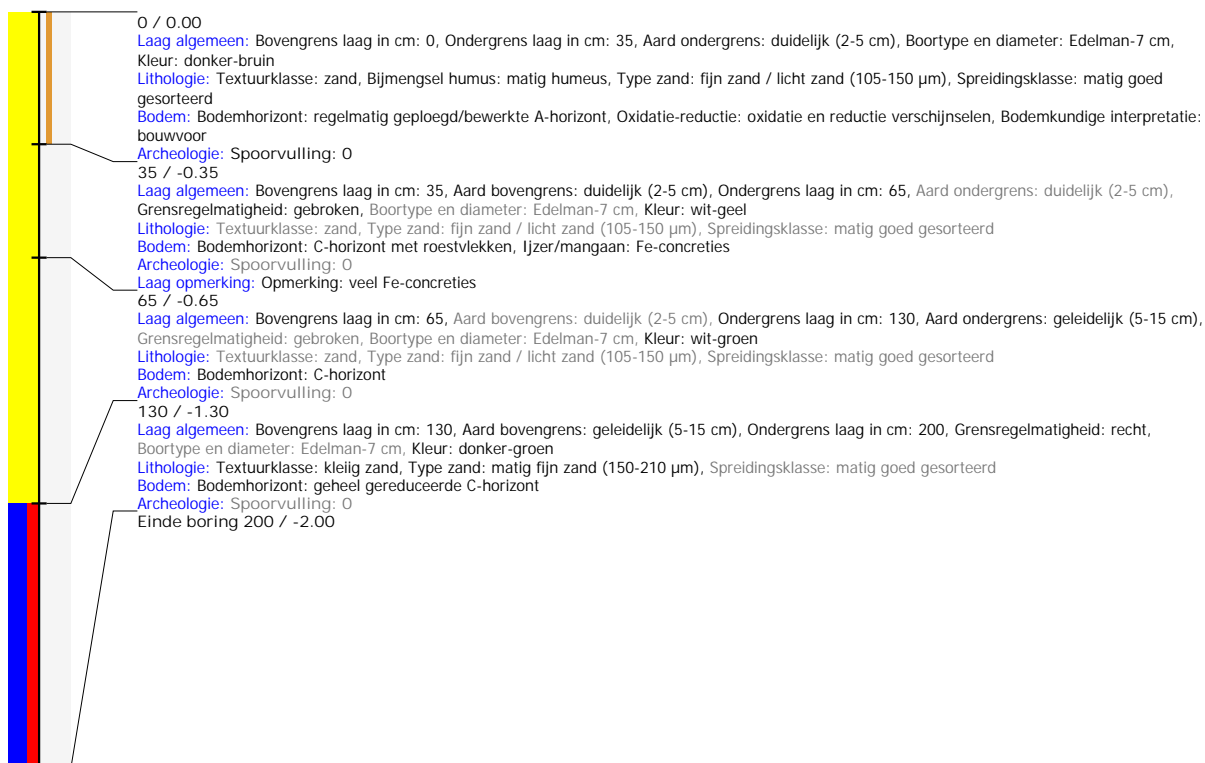 0 / 0.00
Laag algemeen: Bovengrens laag in cm: 0, Ondergrens laag in cm: 35, Aard ondergrens: duidelijk (2-5 cm), Boortype en diameter: Edelman-7 cm,
Kleur: donker-bruin
Lithologie: Textuurklasse: zand, Bijmengsel humus: matig humeus, Type zand: fijn zand / licht zand (105-150 µm), Spreidingsklasse: matig goed
gesorteerd
Bodem: Bodemhorizont: regelmatig geploegd/bewerkte A-horizont, Oxidatie-reductie: oxidatie en reductie verschijnselen, Bodemkundige interpretatie:
bouwvoor
Archeologie: Spoorvulling: 0
35 / -0.35
Laag algemeen: Bovengrens laag in cm: 35, Aard bovengrens: duidelijk (2-5 cm), Ondergrens laag in cm: 65, Aard ondergrens: duidelijk (2-5 cm),
Grensregelmatigheid: gebroken, Boortype en diameter: Edelman-7 cm, Kleur: wit-geel
Lithologie: Textuurklasse: zand, Type zand: fijn zand / licht zand (105-150 µm), Spreidingsklasse: matig goed gesorteerd
Bodem: Bodemhorizont: C-horizont met roestvlekken, Ijzer/mangaan: Fe-concreties
Archeologie: Spoorvulling: 0
Laag opmerking: Opmerking: veel Fe-concreties
65 / -0.65
Laag algemeen: Bovengrens laag in cm: 65, Aard bovengrens: duidelijk (2-5 cm), Ondergrens laag in cm: 130, Aard ondergrens: geleidelijk (5-15 cm),
Grensregelmatigheid: gebroken, Boortype en diameter: Edelman-7 cm, Kleur: wit-groen
Lithologie: Textuurklasse: zand, Type zand: fijn zand / licht zand (105-150 µm), Spreidingsklasse: matig goed gesorteerd
Bodem: Bodemhorizont: C-horizont
Archeologie: Spoorvulling: 0
130 / -1.30
Laag algemeen: Bovengrens laag in cm: 130, Aard bovengrens: geleidelijk (5-15 cm), Ondergrens laag in cm: 200, Grensregelmatigheid: recht,
Boortype en diameter: Edelman-7 cm, Kleur: donker-groen
Lithologie: Textuurklasse: kleiig zand, Type zand: matig fijn zand (150-210 µm), Spreidingsklasse: matig goed gesorteerd
Bodem: Bodemhorizont: geheel gereduceerde C-horizont
Archeologie: Spoorvulling: 0
Einde boring 200 / -2.00